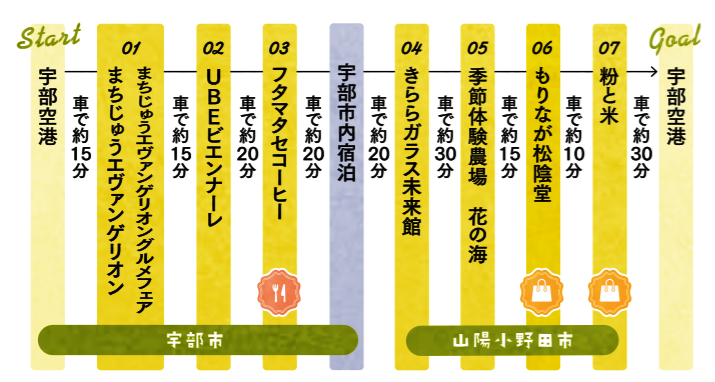 Start
宇部空港
車で約15分
01
まちじゅうエヴァンゲリオングルメフェア
まちじゅうエヴァンゲリオン
車で約15分
02
UBEビエンナーレ
車で約20分
03
フタマタセコーヒー
車で約20分
宇部市内宿泊
車で約20分
04
きららガラス未来館
車で約30分
05
季節体験農場 花の海
車で約15分
06
もりなが松陰堂
車で約10分
07
粉と米
車で約30分
Goal
宇部空港
宇部市
山陽小野田市